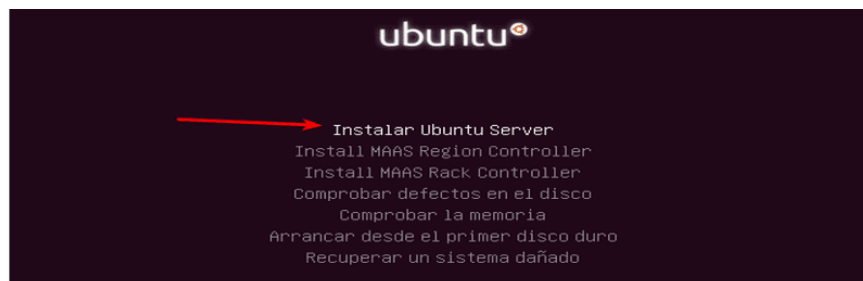 ubuntu
Instalar Ubuntu Server
Install MAAS Region Controller
Install MAAS Rack Controller
Comprobar defectos en el disco
Comprobar la memoria
Arrancar desde el primer disco duro
Recuperar un sistema dañado